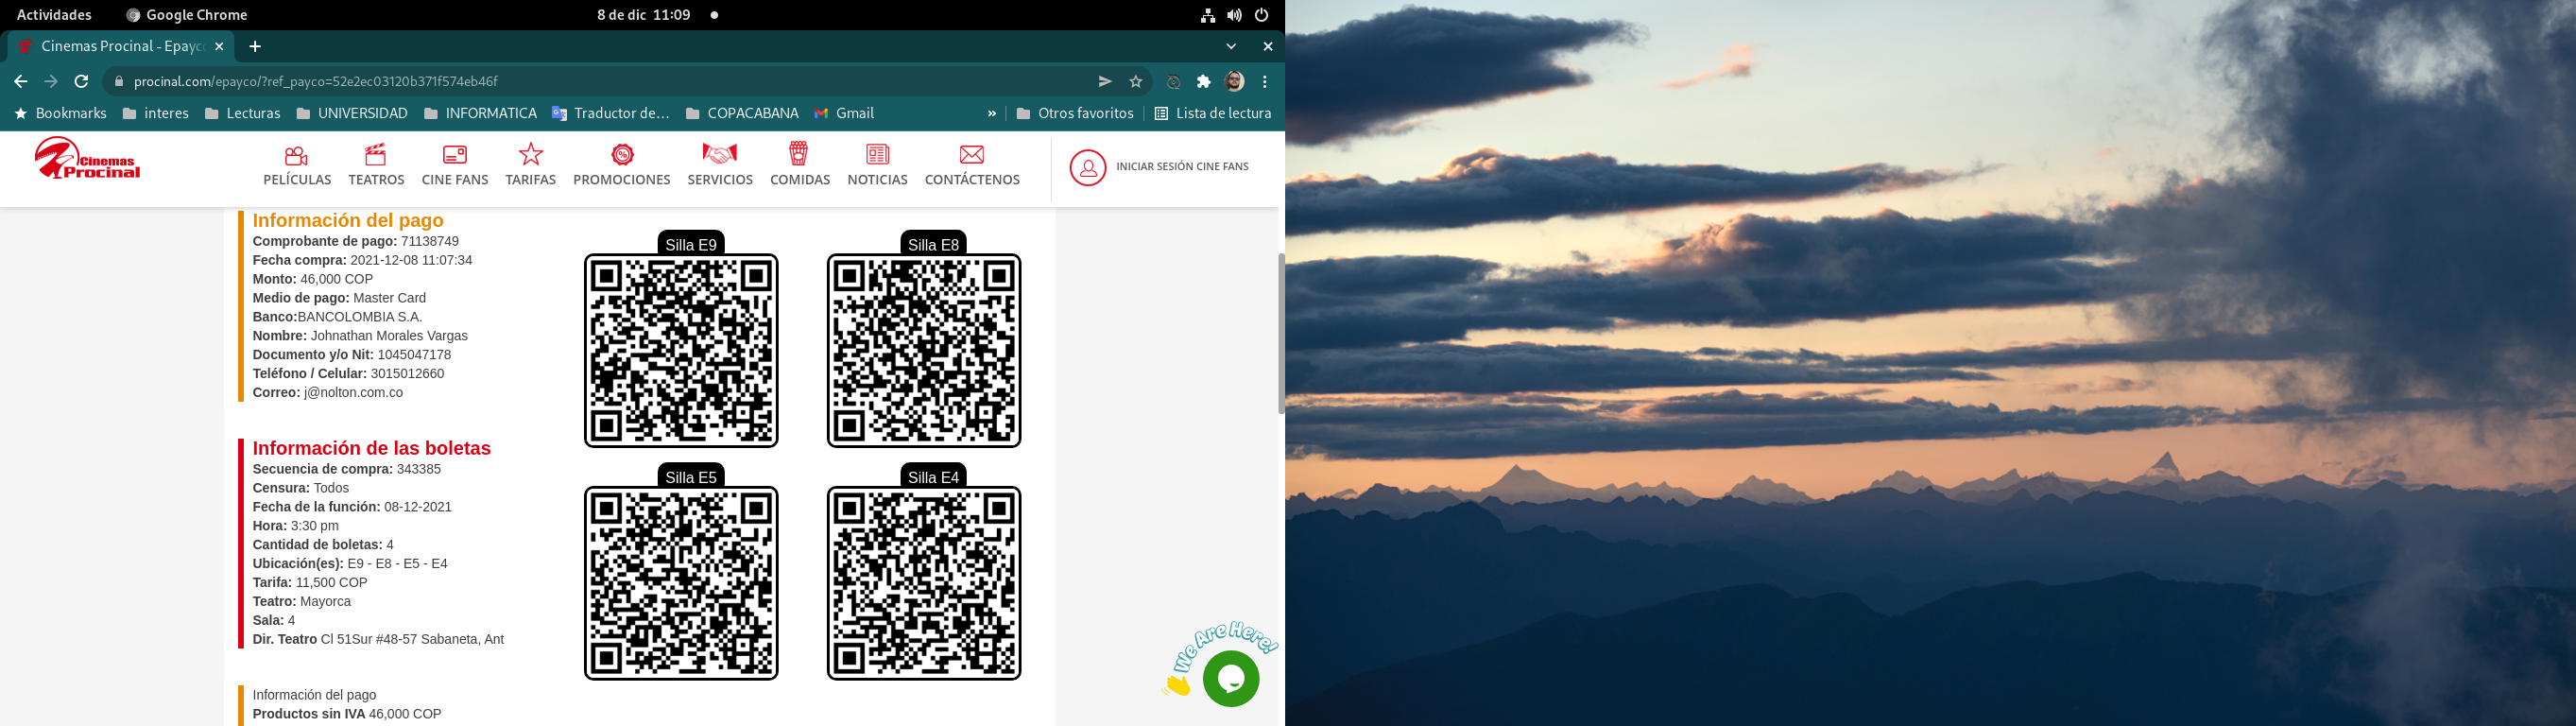 Actividades
Google Chrome
8 de dic 11:09
Cinemas Procinal - Epayco
procinal.com/epayco/?ref_payco=52e2ec03120b371f574eb46f
Bookmarks
interes
Lecturas
UNIVERSIDAD
INFORMATICA
Traductor de...
COPACABANA
Gmail
»
Otros favoritos
Lista de lectura
Cinemas
Procinal
PELÍCULAS
TEATROS
CINE FANS
TARIFAS
PROMOCIONES
SERVICIOS
COMIDAS
NOTICIAS
CONTÁCTENOS
INICIAR SESIÓN CINE FANS
Información del pago
Comprobante de pago: 71138749
Fecha compra: 2021-12-08 11:07:34
Monto: 46,000 COP
Medio de pago: Master Card
Banco:BANCOLOMBIA S.A.
Nombre: Johnathan Morales Vargas
Documento y/o Nit: 1045047178
Teléfono / Celular: 3015012660
Correo: j@nolton.com.co
Información de las boletas
Secuencia de compra: 343385
Censura: Todos
Fecha de la función: 08-12-2021
Hora: 3:30 pm
Cantidad de boletas: 4
Ubicación(es): E9 - E8 - E5 - E4
Tarifa: 11,500 COP
Teatro: Mayorca
Sala: 4
Dir. Teatro Cl 51Sur #48-57 Sabaneta, Ant
Información del pago
Productos sin IVA 46,000 COP
Silla E9
Silla E8
Silla E5
Silla E4
We Are Here!